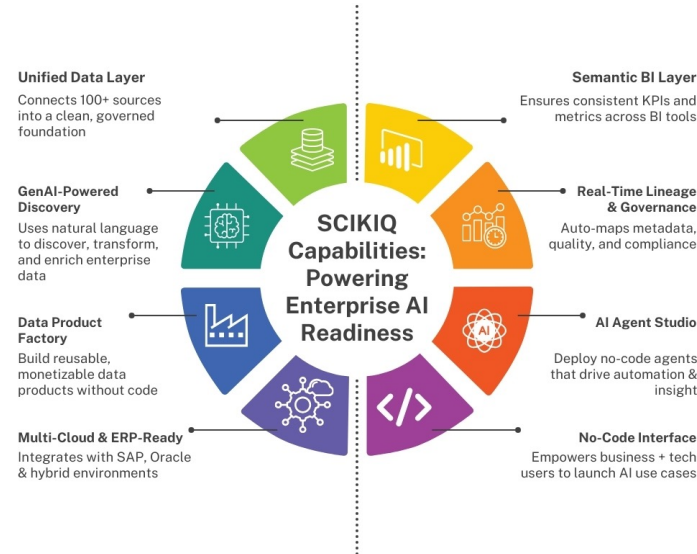 Unified Data Layer
Connects 100+ sources
into a clean, governed
foundation
GenAI-Powered
Discovery
Uses natural language
to discover, transform,
and enrich enterprise
data
Data Product
Factory
Build reusable,
monetizable data
products without code
Multi-Cloud & ERP-Ready
Integrates with SAP, Oracle
& hybrid environments
SCIKIQ
Capabilities:
Powering
Enterprise AI
Readiness
Semantic BI Layer
Ensures consistent KPIs and
metrics across BI tools
Real-Time Lineage
& Governance
Auto-maps metadata,
quality, and compliance
AI
AI Agent Studio
Deploy no-code agents
that drive automation &
insight
No-Code Interface
Empowers business + tech
users to launch AI use cases